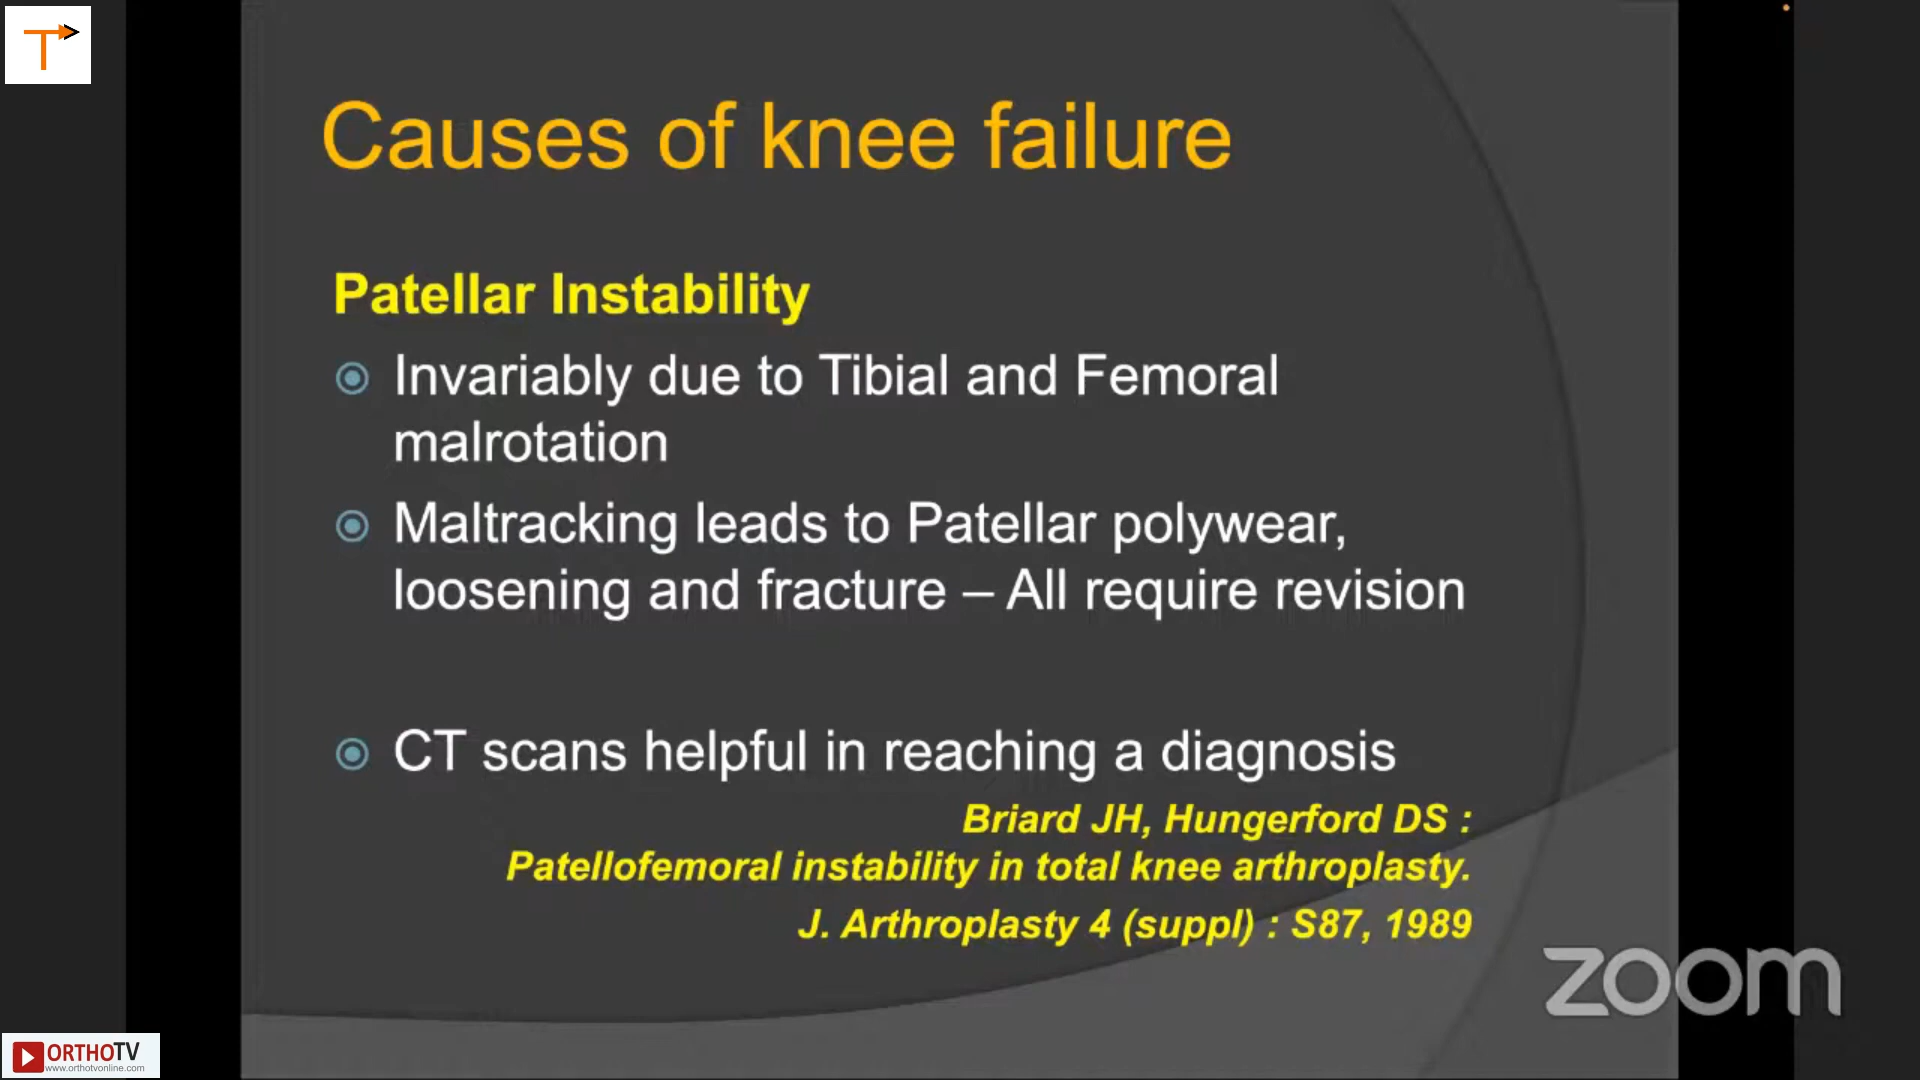 T
Causes of knee failure
Patellar Instability
Invariably due to Tibial and Femoral
malrotation
Maltracking leads to Patellar polywear,
loosening and fracture – All require revision
CT scans helpful in reaching a diagnosis
Briard JH, Hungerford DS :
Patellofemoral instability in total knee arthroplasty.
J. Arthroplasty 4 (suppl) : S87, 1989
zoom
ORTHOTV
www.orthotvonline.com